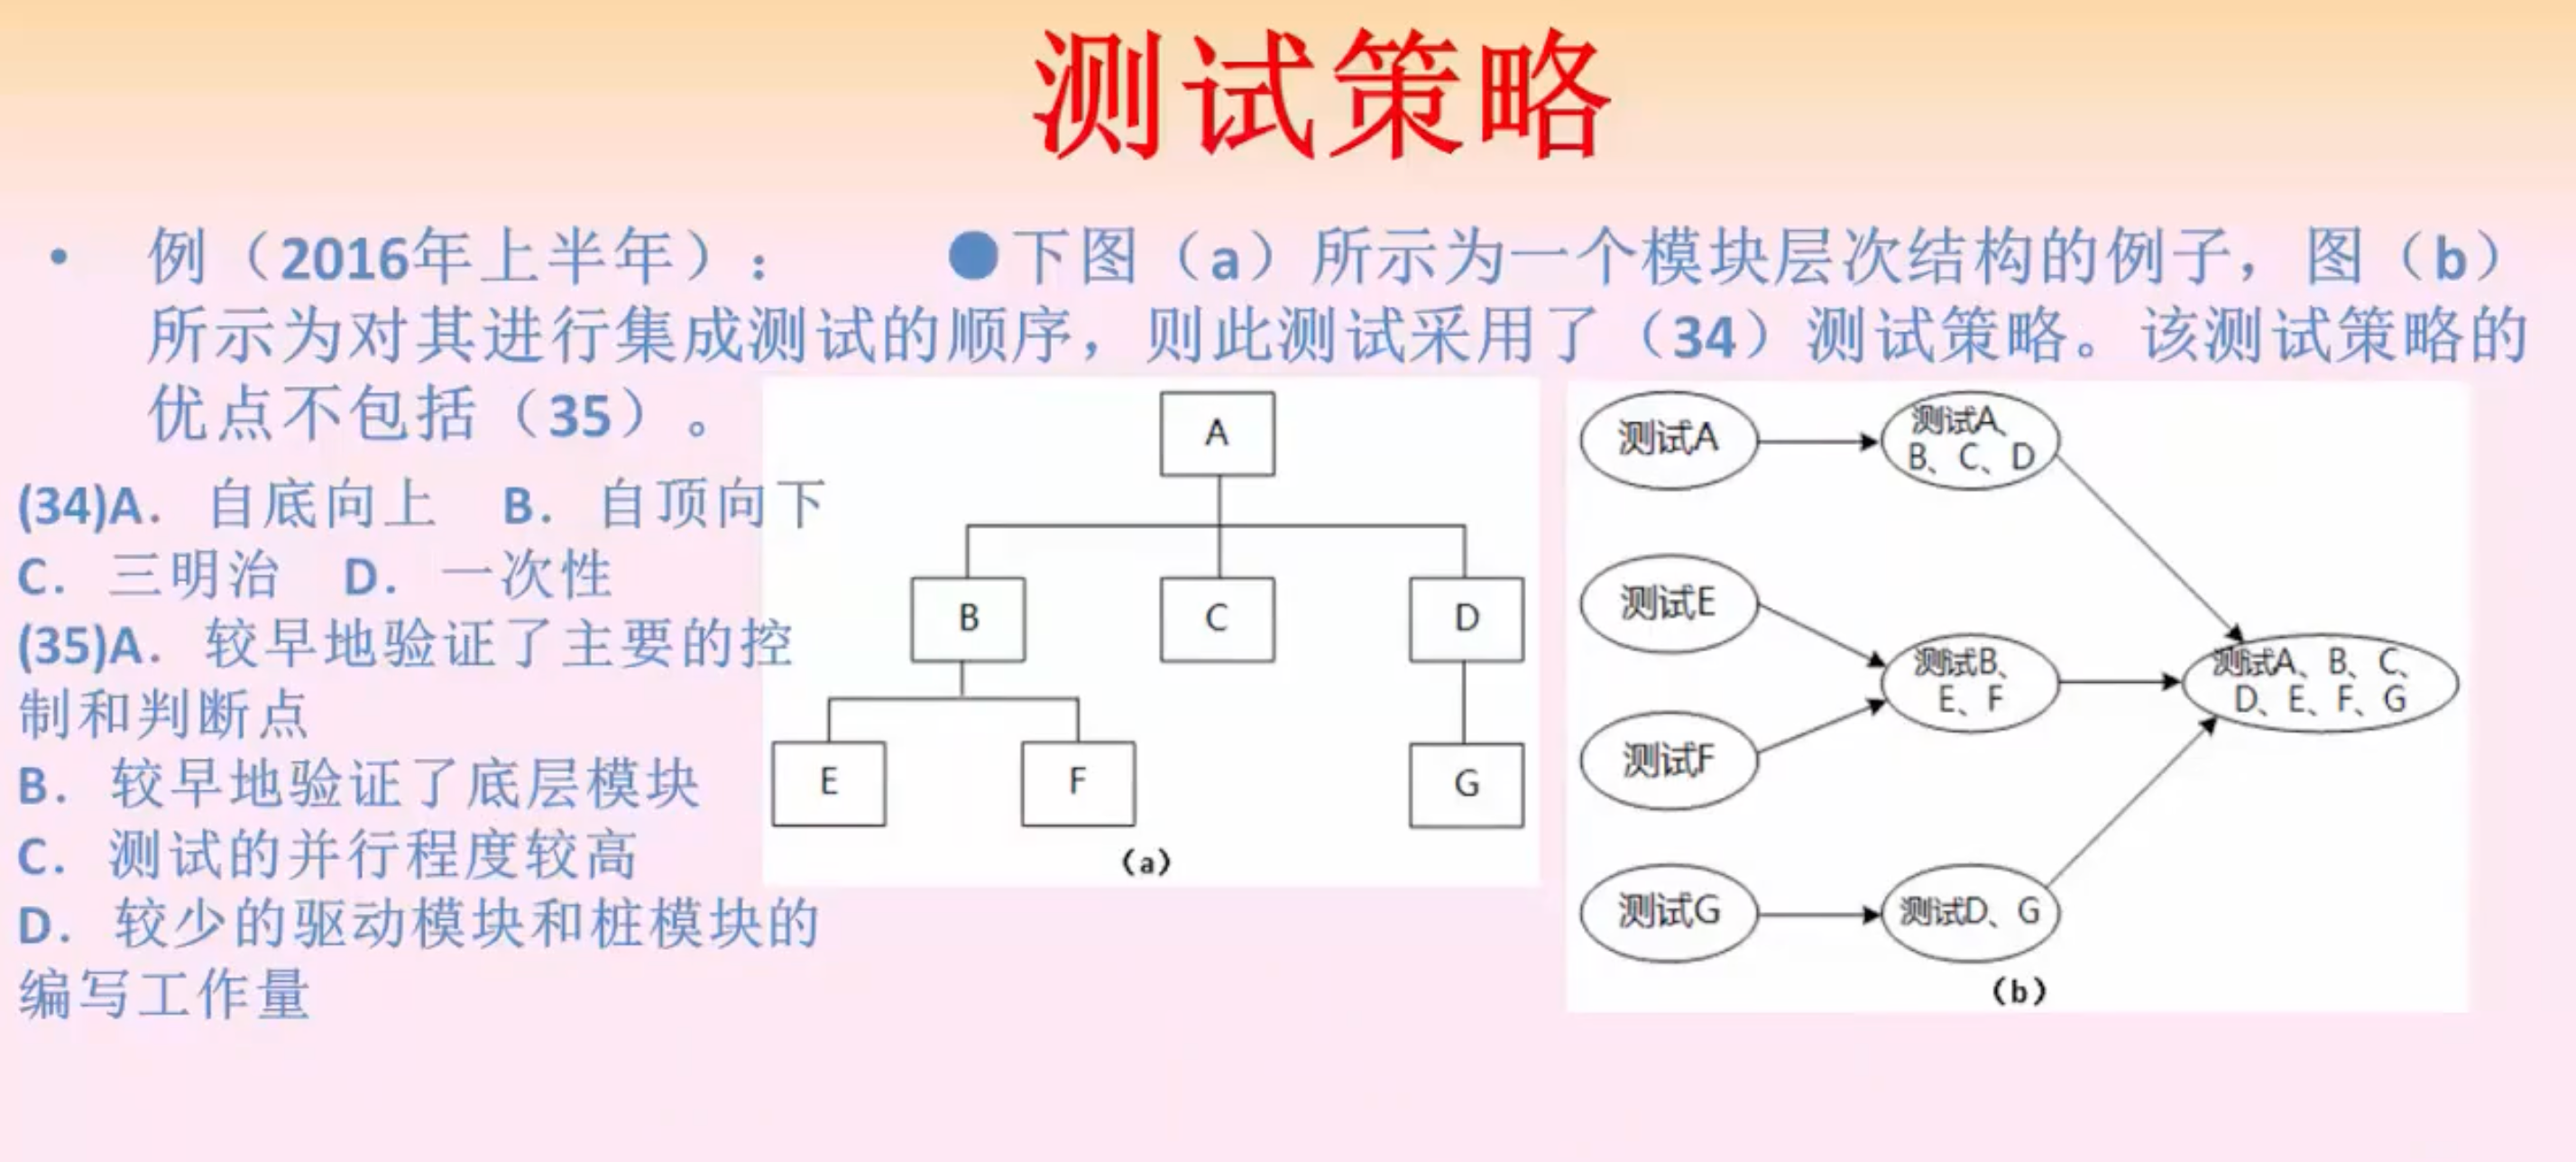 测试策略
• 例（2016年上半年）： ●下图（a）所示为一个模块层次结构的例子，图（b）
所示为对其进行集成测试的顺序，则此测试采用了（34）测试策略。该测试策略的
优点不包括（35）。
(34)A. 自底向上 B. 自顶向下
C. 三明治 D. 一次性
(35)A. 较早地验证了主要的控
制和判断点
B. 较早地验证了底层模块
C. 测试的并行程度较高
D. 较少的驱动模块和桩模块的
编写工作量
A
B C D
E F G
（a）
测试A
测试A、
B、C、D
测试E
测试F
测试B、
E、F
测试A、B、C、
D、E、F、G
测试G
测试D、G
（b）